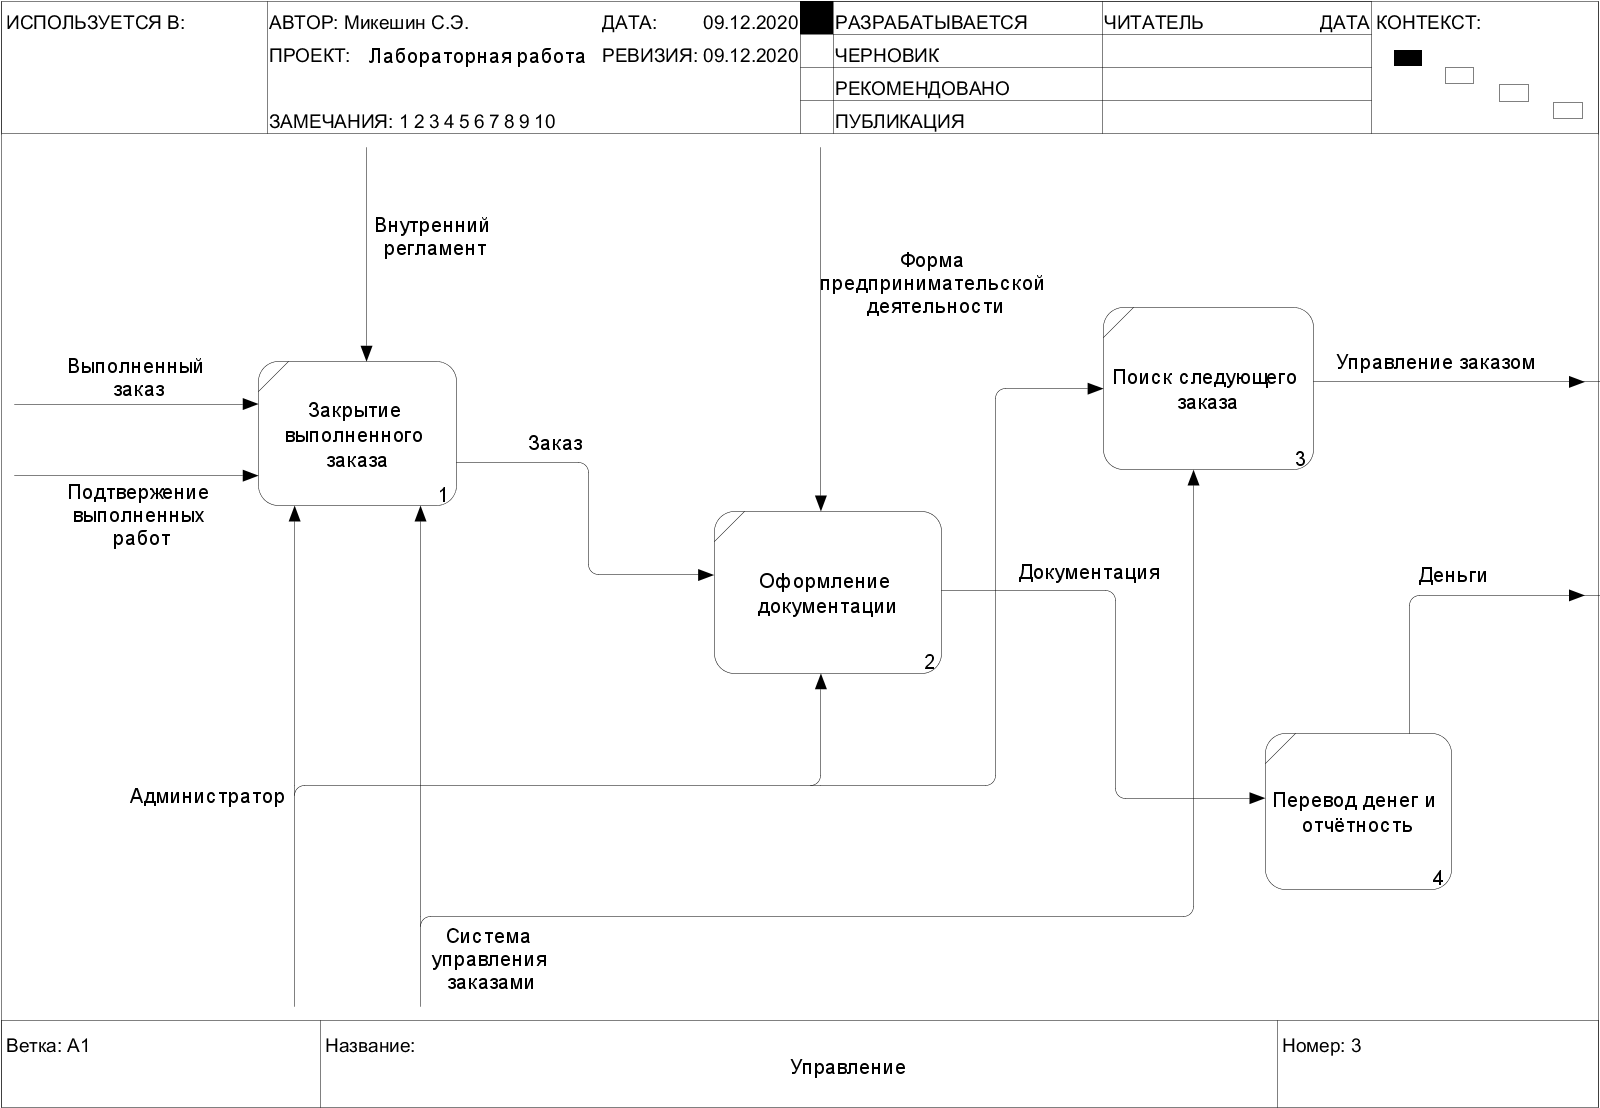 ИСПОЛЬЗУЕТСЯ В:
АВТОР: Микешин С.Э.
ДАТА: 09.12.2020
РАЗРАБАТЫВАЕТСЯ
ЧИТАТЕЛЬ
ДАТА
КОНТЕКСТ:
ПРОЕКТ: Лабораторная работа
РЕВИЗИЯ: 09.12.2020
ЧЕРНОВИК
РЕКОМЕНДОВАНО
ЗАМЕЧАНИЯ: 1 2 3 4 5 6 7 8 9 10
ПУБЛИКАЦИЯ
Внутренний
регламент
Форма
предпринимательской
деятельности
Выполненный
заказ
Подтвержение
выполненных
работ
Закрытие
выполненного
заказа
1
Заказ
Оформление
документации
2
Поиск следующего
заказа
3
Управление заказом
Документация
Деньги
Перевод денег и
отчётность
4
Администратор
Система
управления
заказами
Ветка: A1
Название:
Управление
Номер: 3